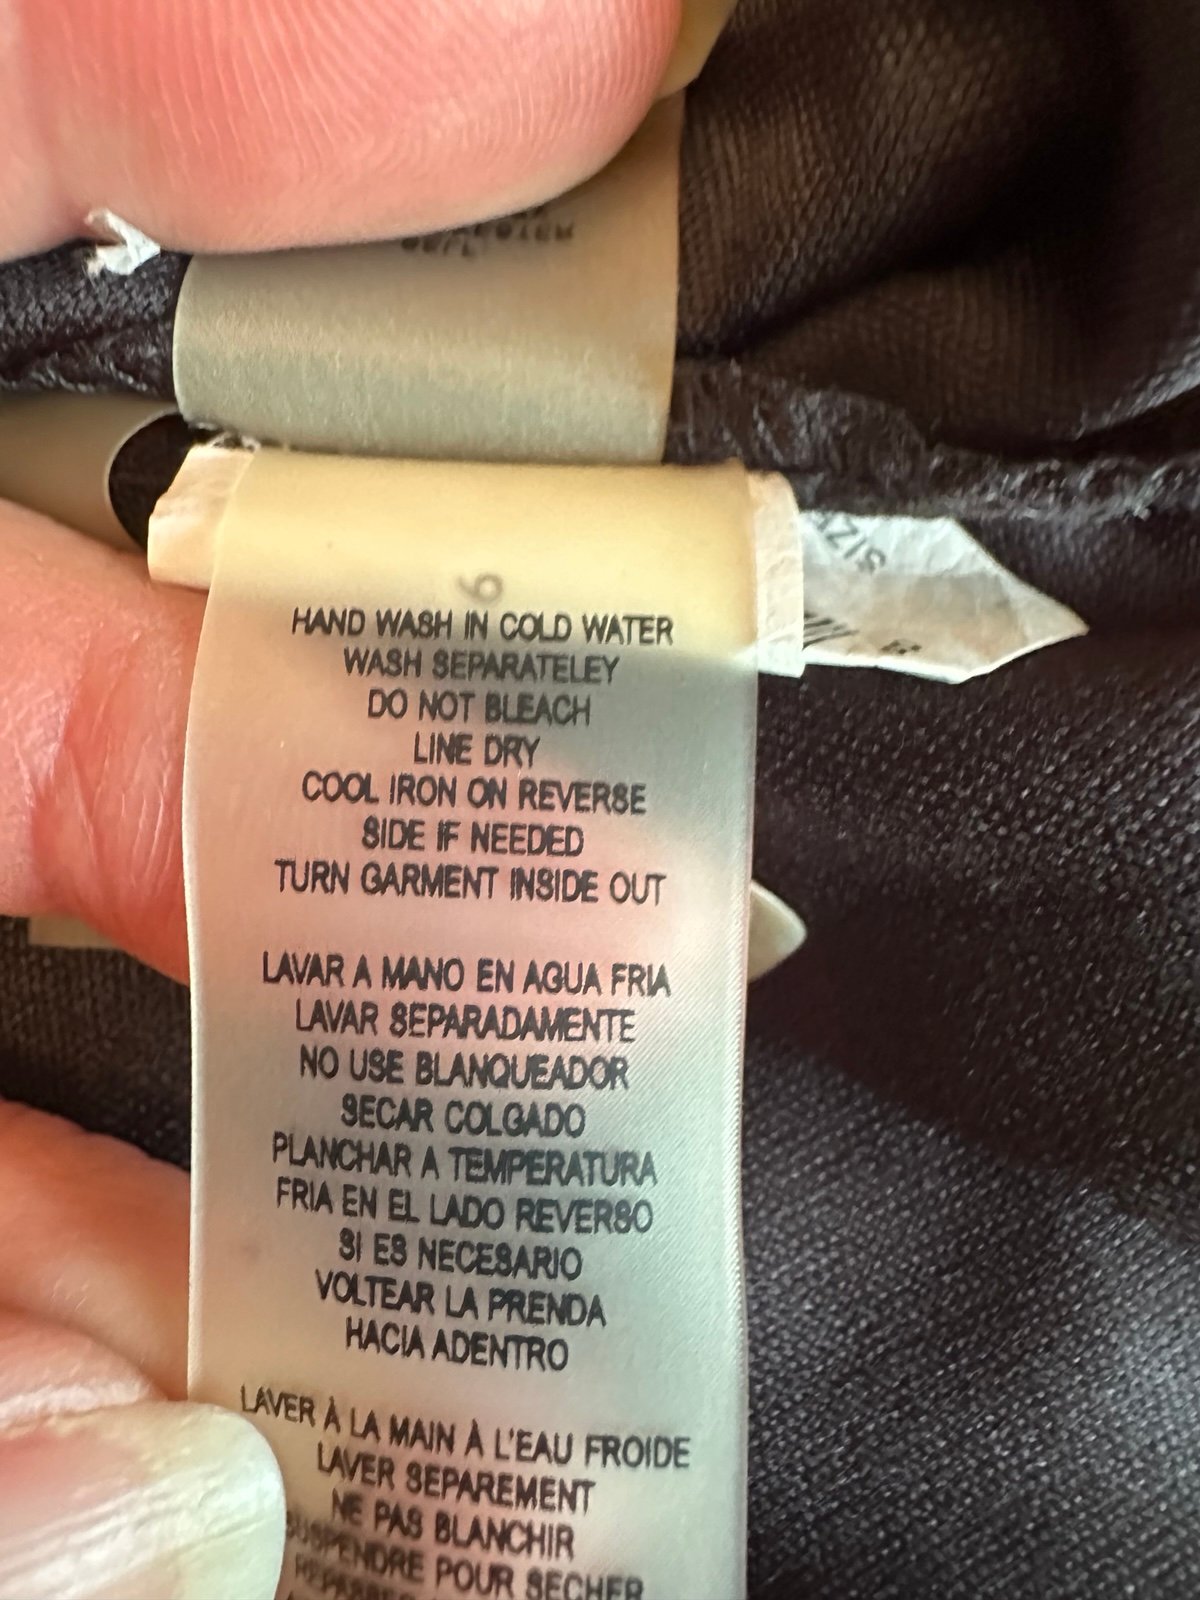 HAND WASH IN COLD WATER
WASH SEPARATELEY
DO NOT BLEACH
LINE DRY
COOL IRON ON REVERSE
SIDE IF NEEDED
TURN GARMENT INSIDE OUT
LAVAR A MANO EN AGUA FRIA
LAVAR SEPARADAMENTE
NO USE BLANQUEADOR
SECAR COLGADO
PLANCHAR A TEMPERATURA
FRIA EN EL LADO REVERSO
SI ES NECESARIO
VOLTEAR LA PRENDA
HACIA ADENTRO
LAVER À LA MAIN À L'EAU FROIDE
LAVER SEPAREMENT
NE PAS BLANCHIR
SUSPENDRE POUR SECHER